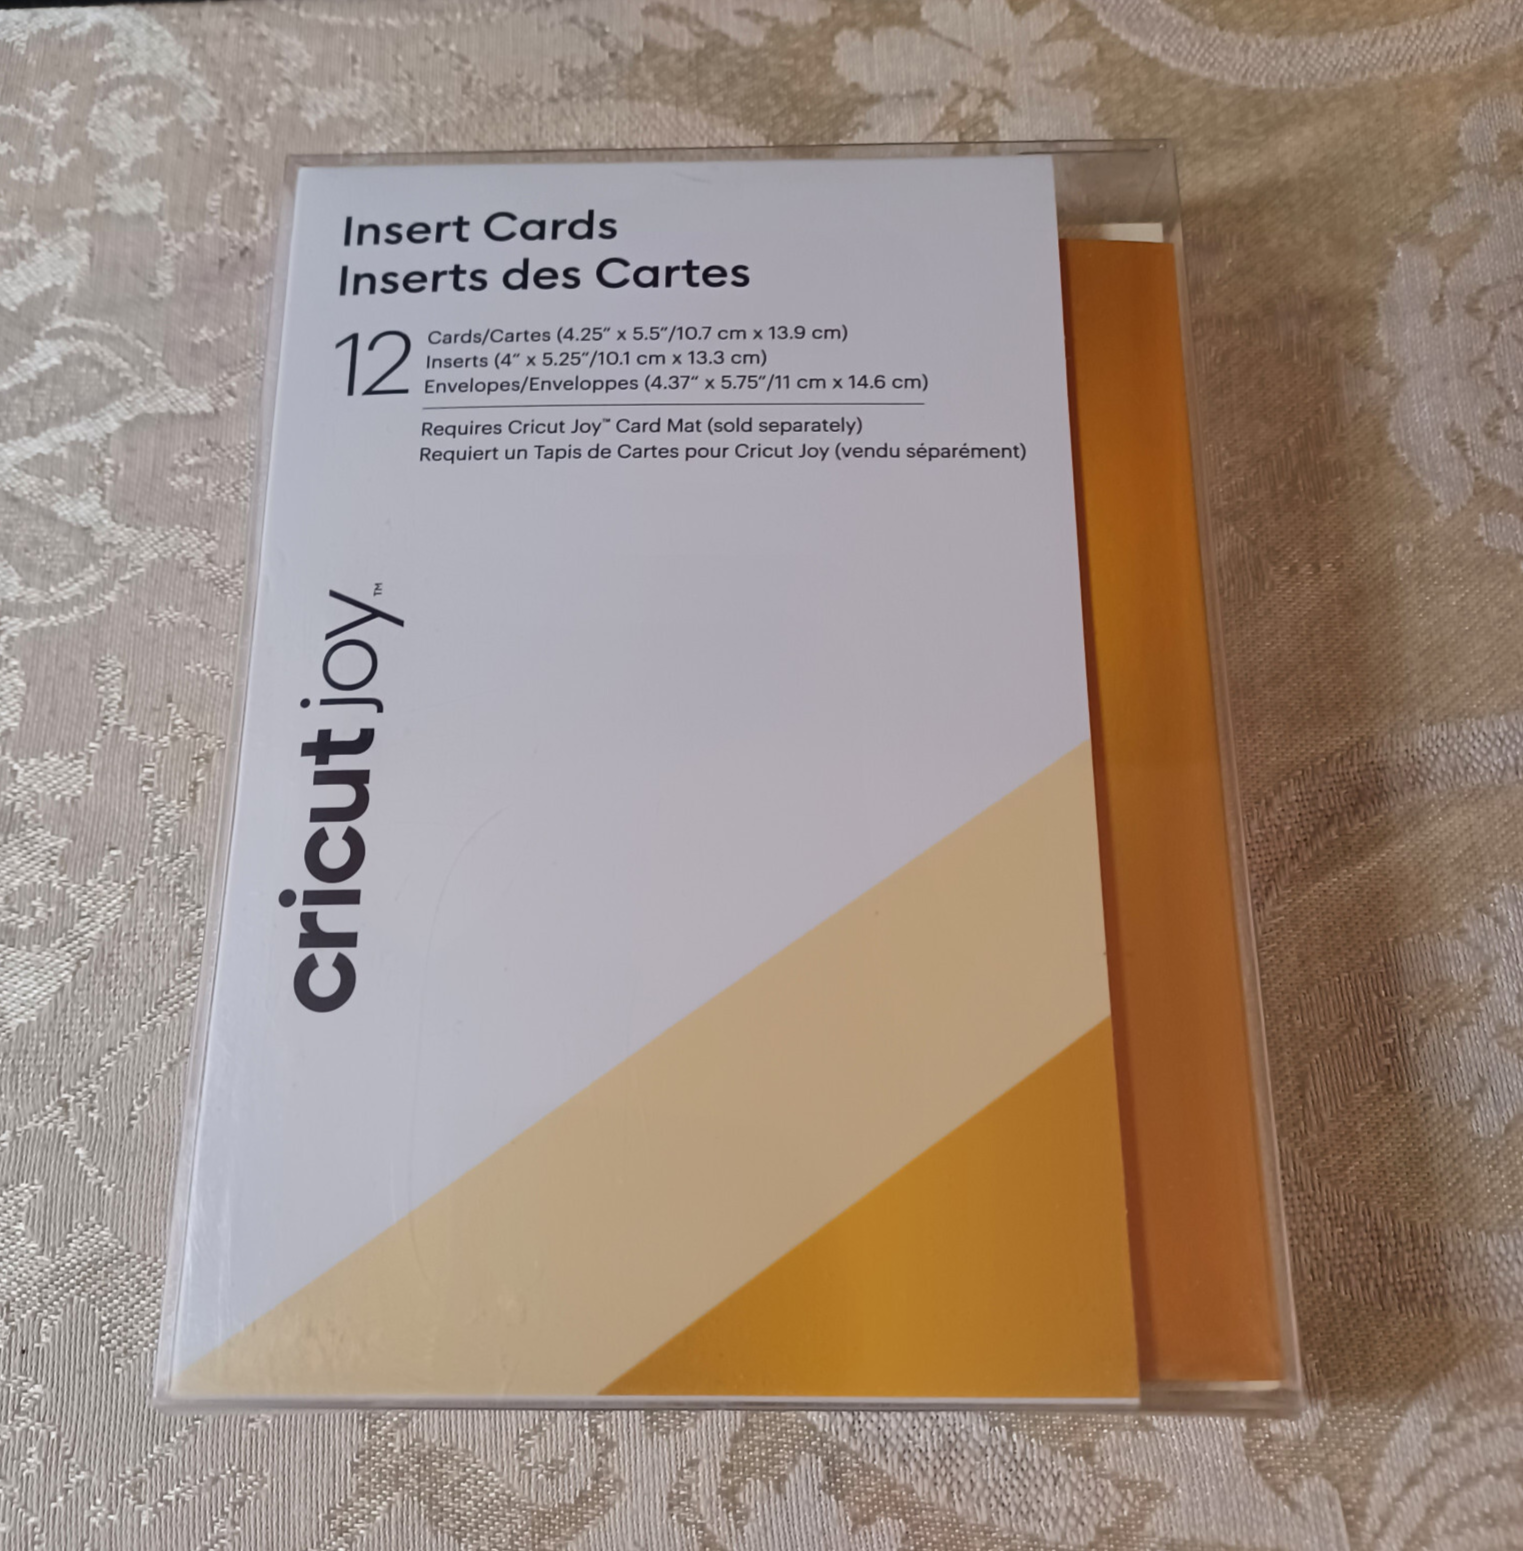 Insert Cards
Inserts des Cartes
12
Cards/Cartes (4.25” x 5.5”/10.7 cm x 13.9 cm)
Inserts (4” x 5.25”/10.1 cm x 13.3 cm)
Envelopes/Enveloppes (4.37” x 5.75”/11 cm x 14.6 cm)
Requires Cricut Joy™ Card Mat (sold separately)
Requiert un Tapis de Cartes pour Cricut Joy (vendu séparément)
cricut joy™